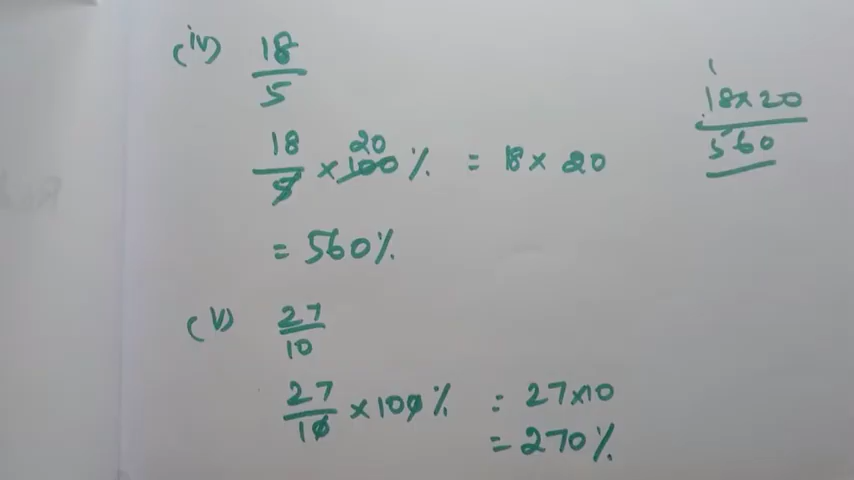 (iv) 18/5
18/5 × 100 20 % = 18 × 20
= 560%
1
18×20
560
(v) 27/10
27/10 × 100% = 27×10
= 270%